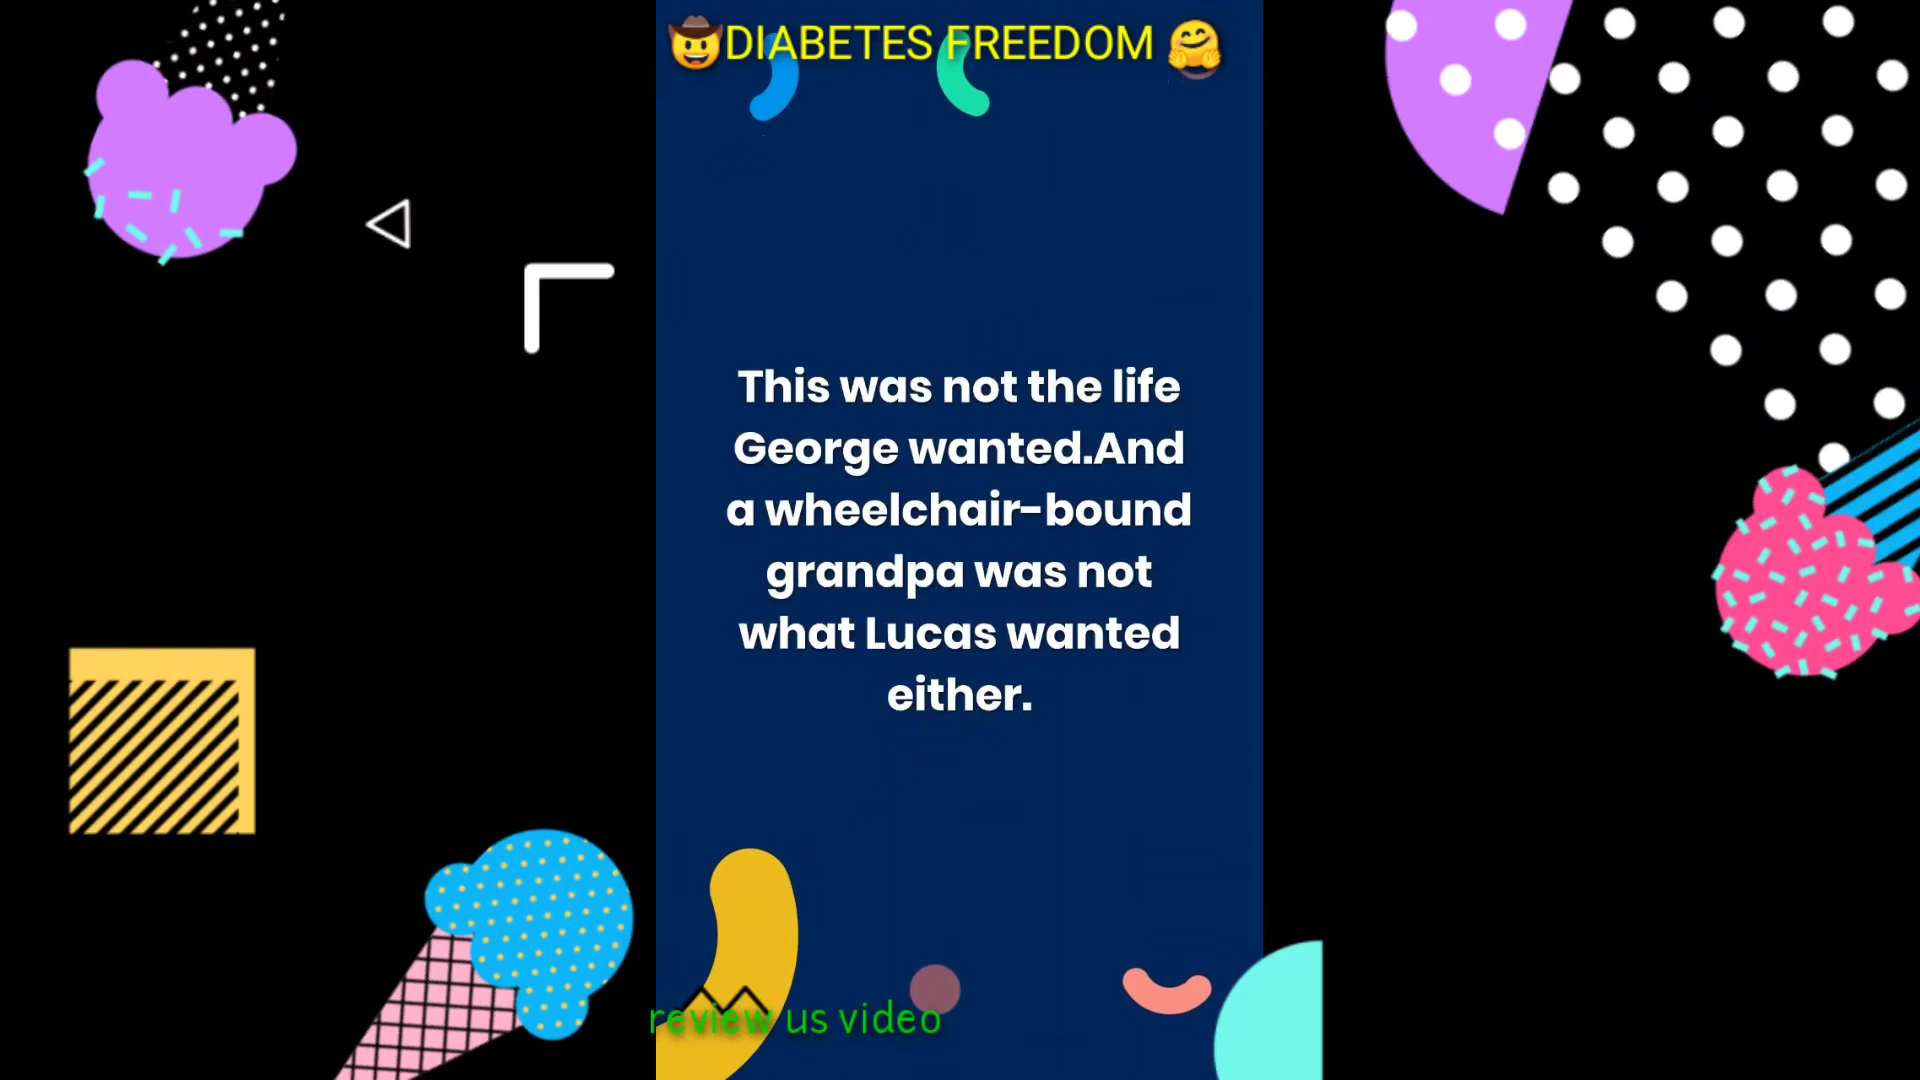 🤠DIABETES FREEDOM 🤗
This was not the life
George wanted.And
a wheelchair-bound
grandpa was not
what Lucas wanted
either.
review us video